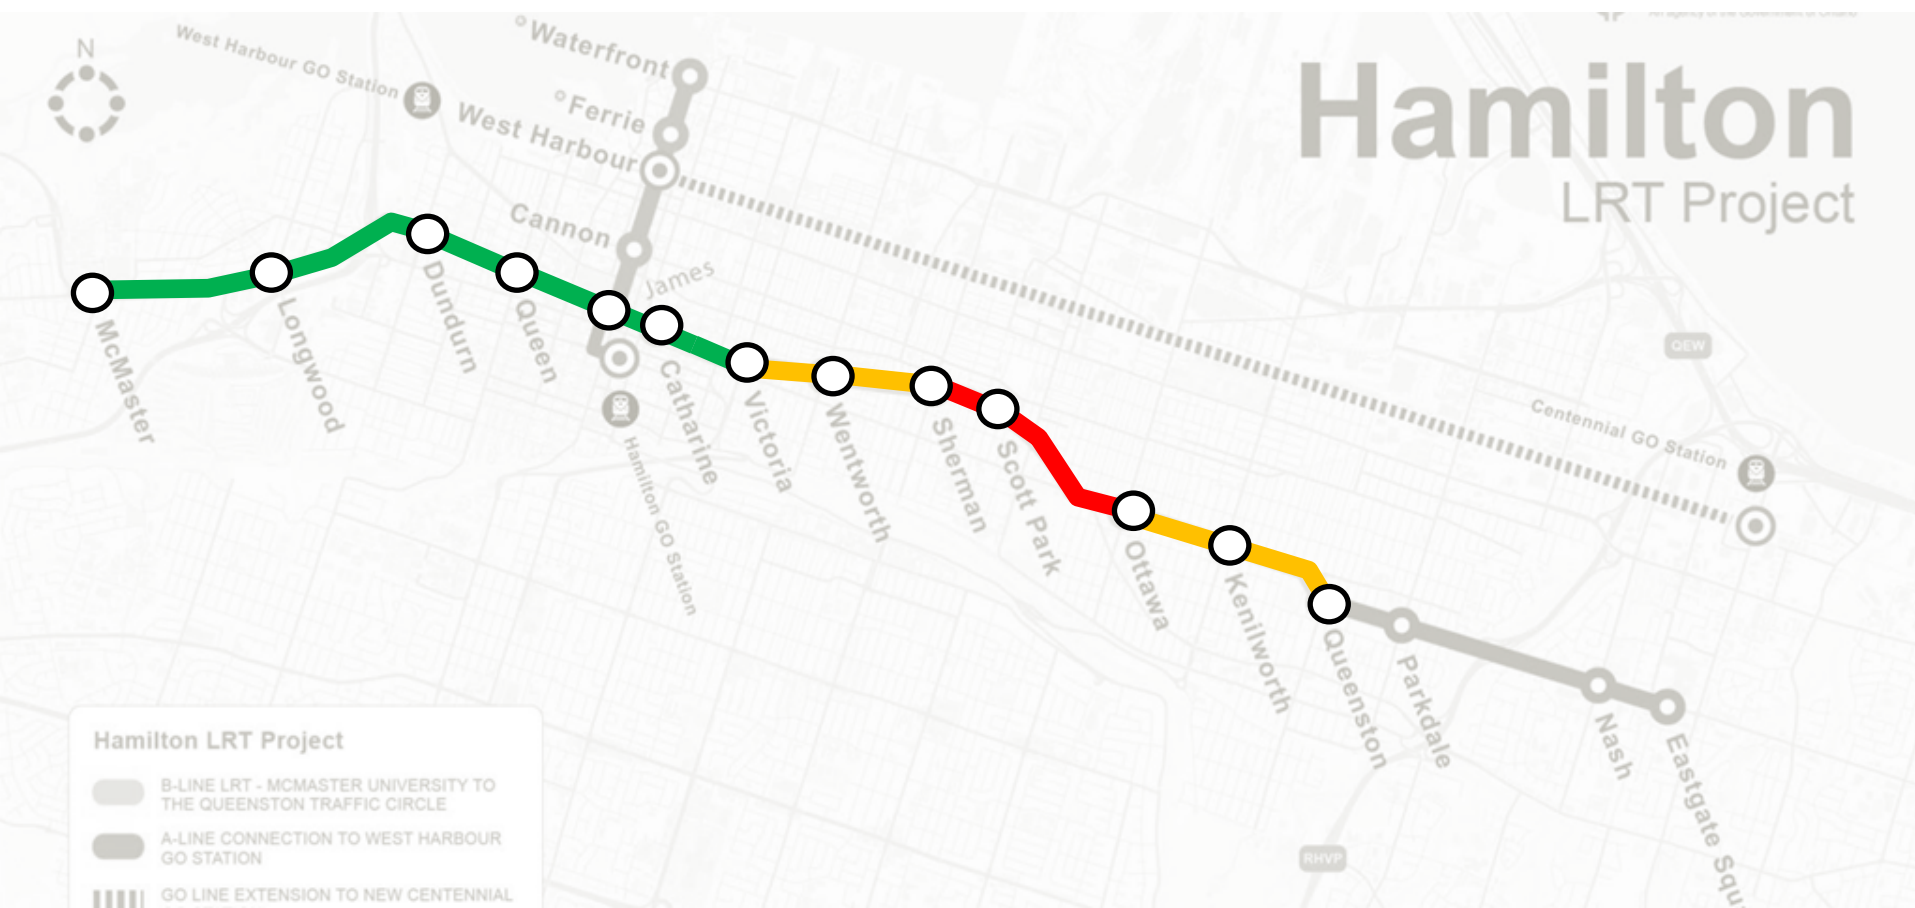 N
West Harbour GO Station
Waterfront
Ferrie
West Harbour
Cannon
James
Hamilton
LRT Project
McMaster
Longwood
Dundurn
Queen
Catharine
Hamilton GO Station
Victoria
Wentworth
Sherman
Scott Park
Ottawa
Kenilworth
Queenston
Parkdale
Nash
Eastgate Squ
QEW
Centennial GO Station
RHVP
Hamilton LRT Project
B-LINE LRT - MCMASTER UNIVERSITY TO
THE QUEENSTON TRAFFIC CIRCLE
A-LINE CONNECTION TO WEST HARBOUR
GO STATION
GO LINE EXTENSION TO NEW CENTENNIAL